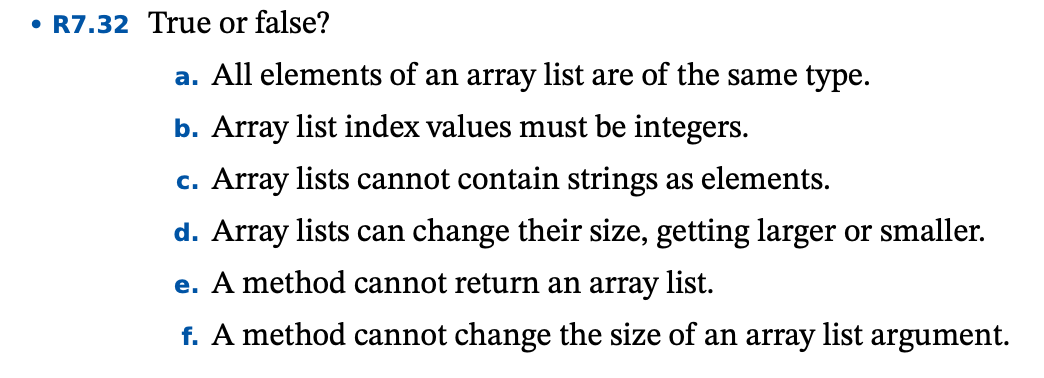 • R7.32 True or false?
a. All elements of an array list are of the same type.
b. Array list index values must be integers.
c. Array lists cannot contain strings as elements.
d. Array lists can change their size, getting larger or smaller.
e. A method cannot return an array list.
f. A method cannot change the size of an array list argument.